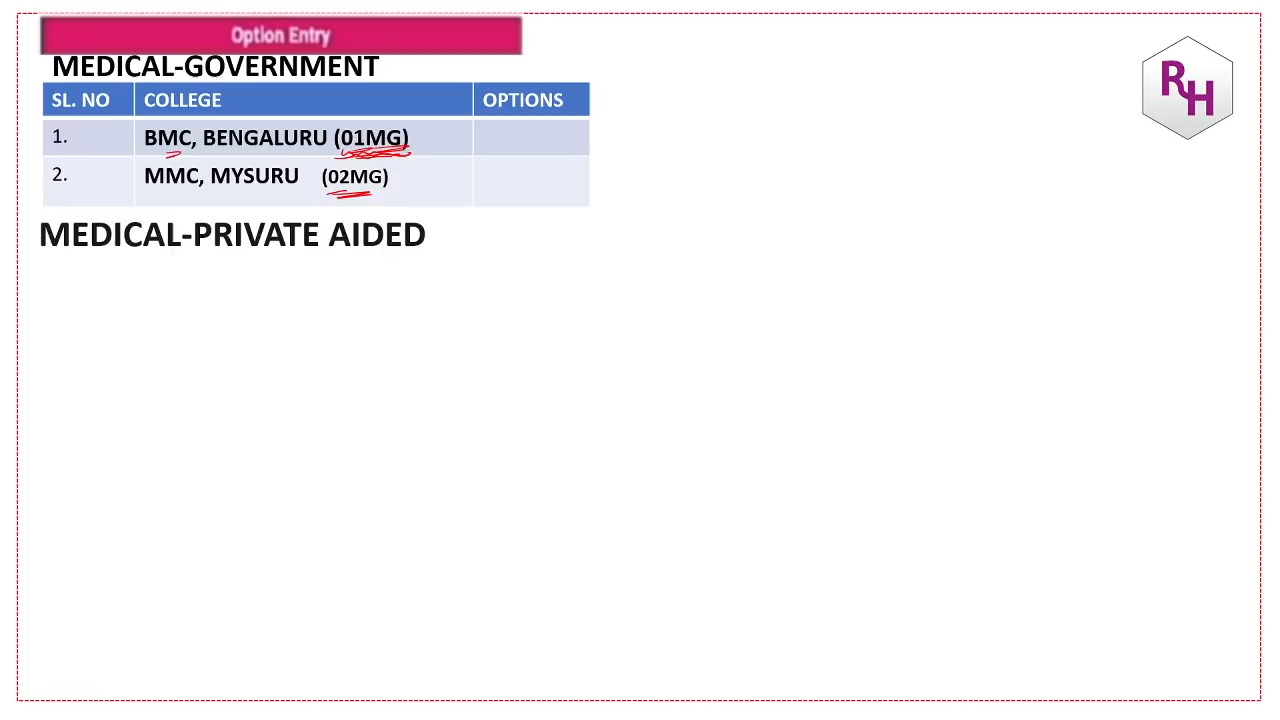 Option Entry
MEDICAL-GOVERNMENT
SL. NO COLLEGE OPTIONS
1. BMC, BENGALURU (01MG)
2. MMC, MYSURU (02MG)
MEDICAL-PRIVATE AIDED
RH